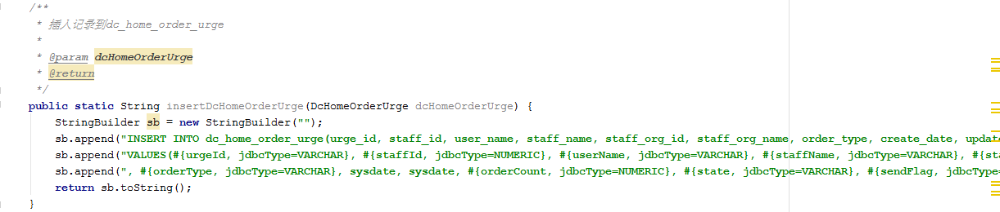 /**
* 插入记录到dc_home_order_urge
*
* @param dcHomeOrderUrge
* @return
*/
public static String insertDcHomeOrderUrge(DcHomeOrderUrge dcHomeOrderUrge) {
StringBuilder sb = new StringBuilder("");
sb.append("INSERT INTO dc_home_order_urge(urge_id, staff_id, user_name, staff_name, staff_org_id, staff_org_name, order_type, create_date, update
sb.append("VALUES(#{urgeId, jdbcType=VARCHAR}, #{staffId, jdbcType=NUMERIC}, #{userName, jdbcType=VARCHAR}, #{staffName, jdbcType=VARCHAR}, #{sta
sb.append(", #{orderType, jdbcType=VARCHAR}, sysdate, sysdate, #{orderCount, jdbcType=NUMERIC}, #{state, jdbcType=VARCHAR}, #{sendFlag, jdbcType=
return sb.toString();
}